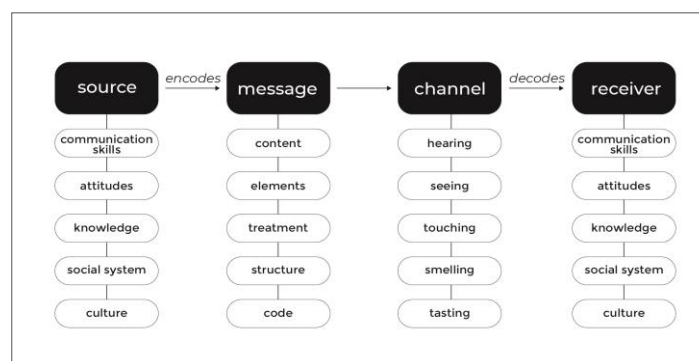 encodes
decodes
source
message
channel
receiver
communication
skills
attitudes
knowledge
social system
culture
content
elements
treatment
structure
code
hearing
seeing
touching
smelling
tasting
communication
skills
attitudes
knowledge
social system
culture